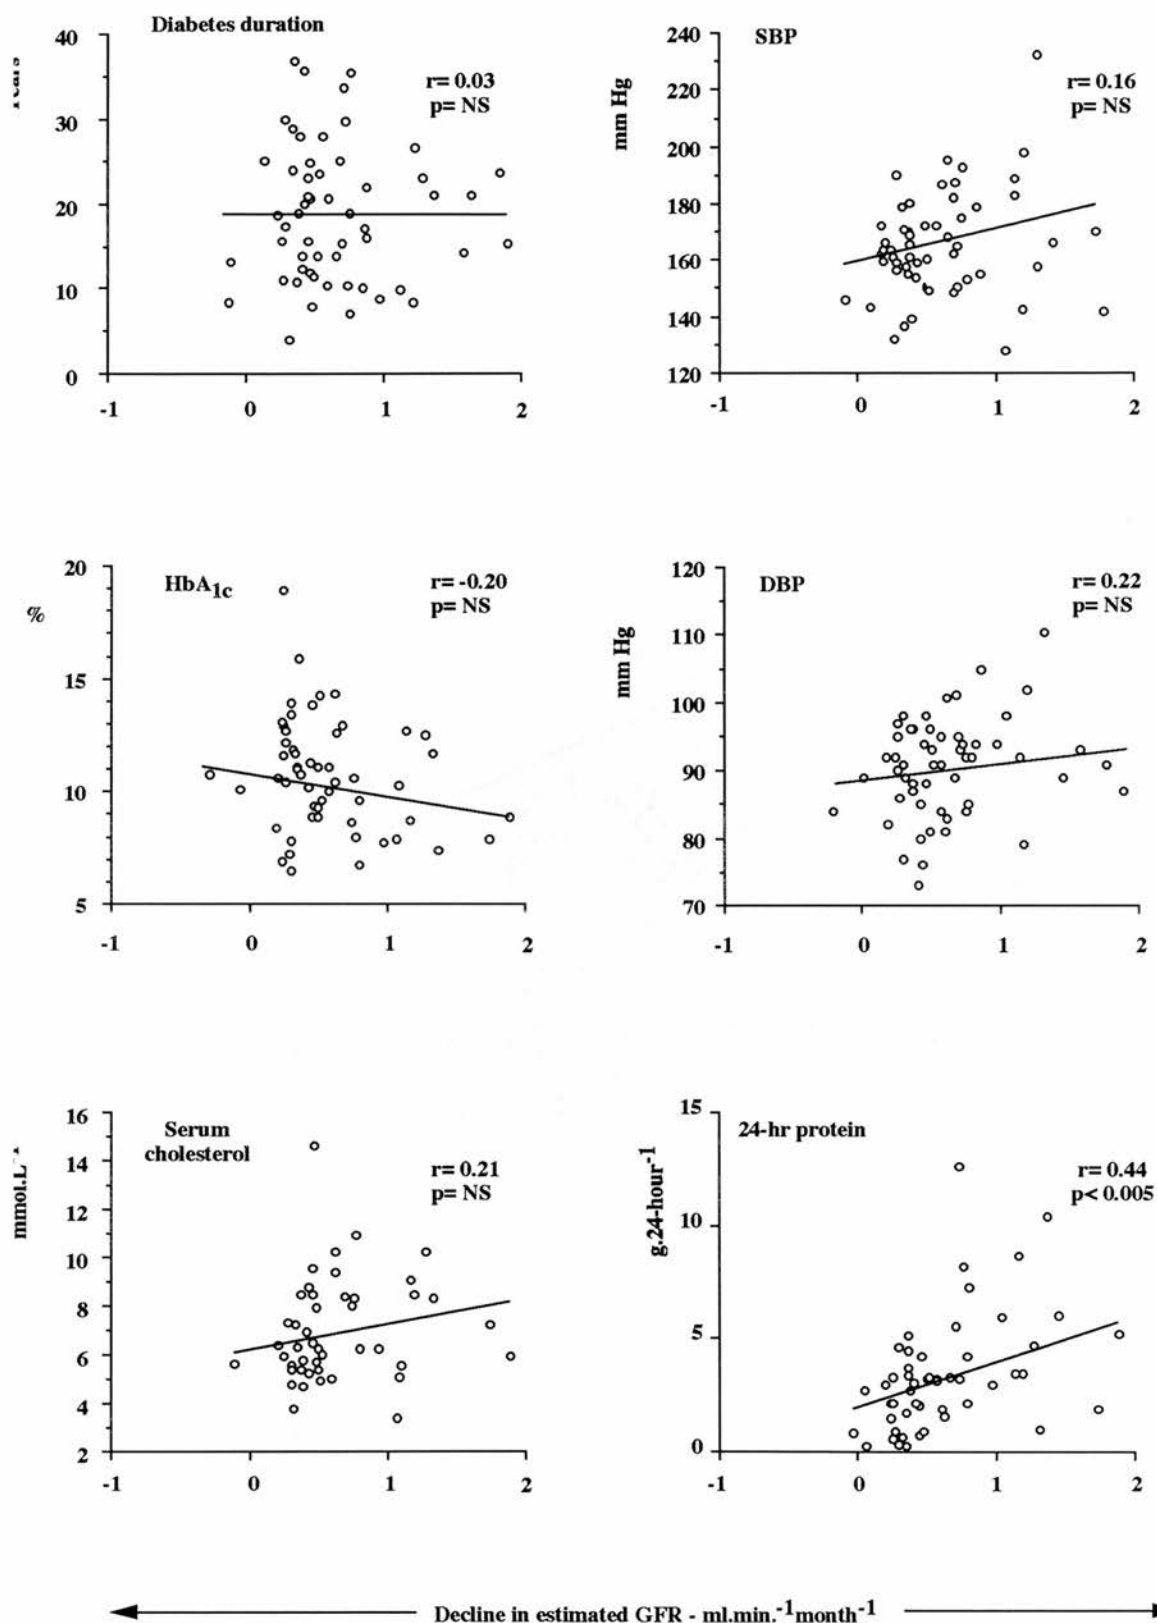 Diabetes duration
r= 0.03
p= NS
40
30
20
10
0
-1 0 1 2
SBP
mm Hg
r= 0.16
p= NS
240
220
200
180
160
140
120
-1 0 1 2
HbA1c
%
r= -0.20
p= NS
20
15
10
5
-1 0 1 2
DBP
mm Hg
r= 0.22
p= NS
120
110
100
90
80
70
-1 0 1 2
Serum
cholesterol
mmol.L-1
r= 0.21
p= NS
16
14
12
10
8
6
4
2
-1 0 1 2
24-hr protein
g.24-hour-1
r= 0.44
p< 0.005
15
10
5
0
-1 0 1 2
Decline in estimated GFR - ml.min.-1month-1